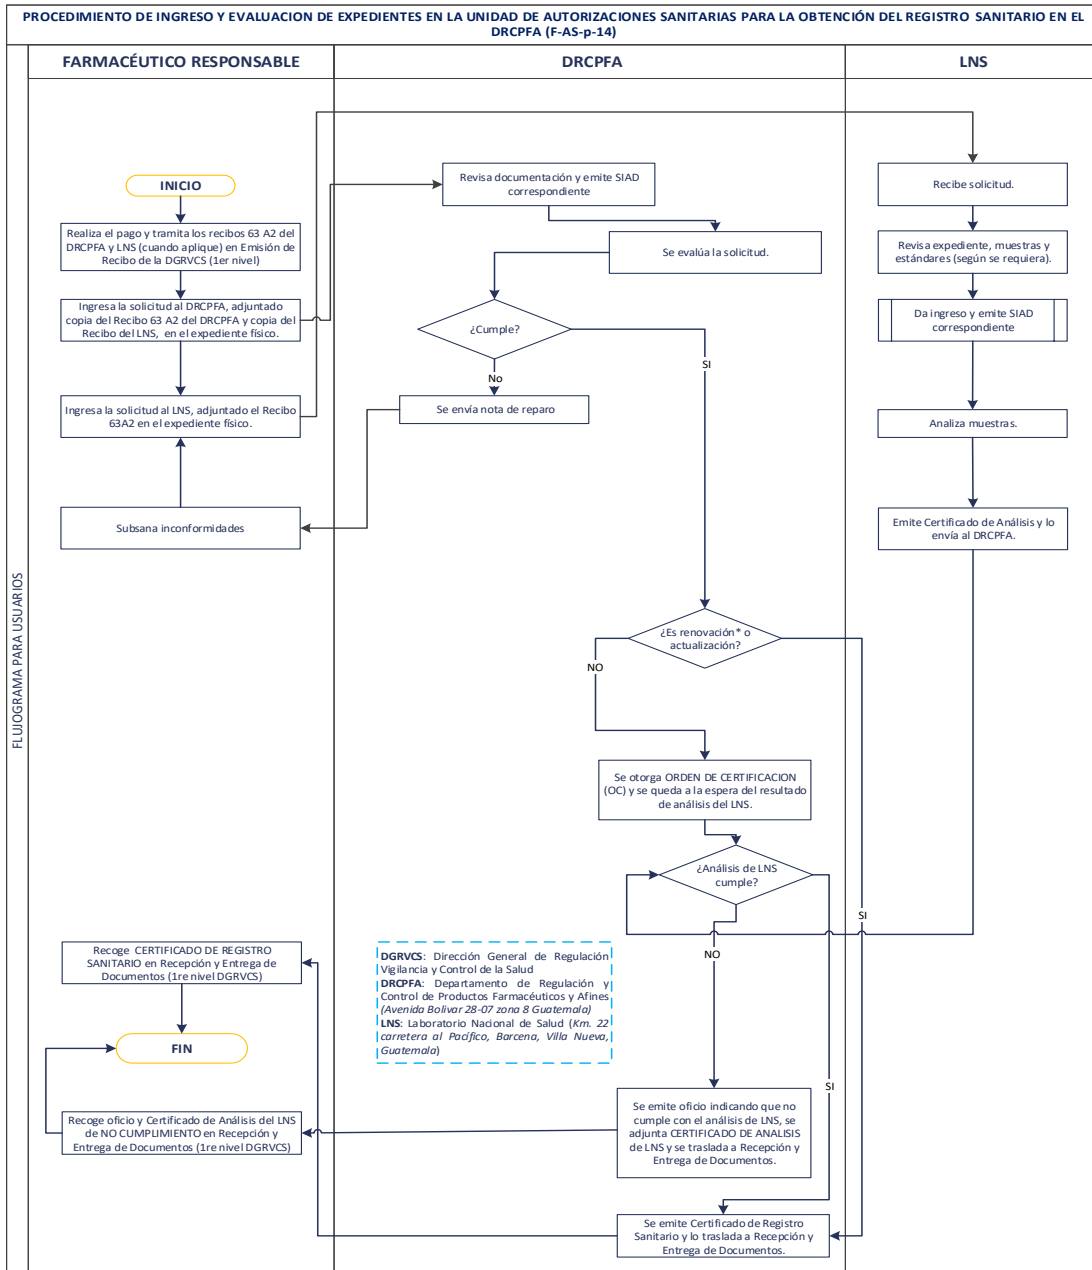 PROCEDIMIENTO DE INGRESO Y EVALUACION DE EXPEDIENTES EN LA UNIDAD DE AUTORIZACIONES SANITARIAS PARA LA OBTENCIÓN DEL REGISTRO SANITARIO EN EL
DRCPFA (F-AS-p-14)
FLUJOGRAMA PARA USUARIOS
FARMACÉUTICO RESPONSABLE
DRCPFA
LNS
INICIO
Realiza el pago y tramita los recibos 63 A2 del
DRCPFA y LNS (cuando aplique) en Emisión de
Recibo de la DGRVCS (1er nivel)
Ingresa la solicitud al DRCPFA, adjuntado
copia del Recibo 63 A2 del DRCPFA y copia del
Recibo del LNS, en el expediente físico.
Ingresa la solicitud al LNS, adjuntado el Recibo
63A2 en el expediente físico.
Subsana inconformidades
Revisa documentación y emite SIAD
correspondiente
Se evalúa la solicitud.
¿Cumple?
SI
No
Se envía nota de reparo
Recibe solicitud.
Revisa expediente, muestras y
estándares (según se requiera).
Da ingreso y emite SIAD
correspondiente
Analiza muestras.
Emite Certificado de Análisis y lo
envía al DRCPFA.
¿Es renovación* o
actualización?
NO
Se otorga ORDEN DE CERTIFICACION
(OC) y se queda a la espera del resultado
de análisis del LNS.
¿Análisis de LNS
cumple?
SI
NO
Recoge CERTIFICADO DE REGISTRO
SANITARIO en Recepción y Entrega de
Documentos (1re nivel DGRVCS)
DGRVCS: Dirección General de Regulación
Vigilancia y Control de la Salud
DRCPFA: Departamento de Regulación y
Control de Productos Farmacéuticos y Afines
(Avenida Bolivar 28-07 zona 8 Guatemala)
LNS: Laboratorio Nacional de Salud (Km. 22
carretera al Pacífico, Barcena, Villa Nueva,
Guatemala)
FIN
SI
Recoge oficio y Certificado de Análisis del LNS
de NO CUMPLIMIENTO en Recepción y
Entrega de Documentos (1re nivel DGRVCS)
Se emite oficio indicando que no
cumple con el análisis de LNS, se
adjunta CERTIFICADO DE ANALISIS
de LNS y se traslada a Recepción y
Entrega de Documentos.
Se emite Certificado de Registro
Sanitario y lo traslada a Recepción y
Entrega de Documentos.